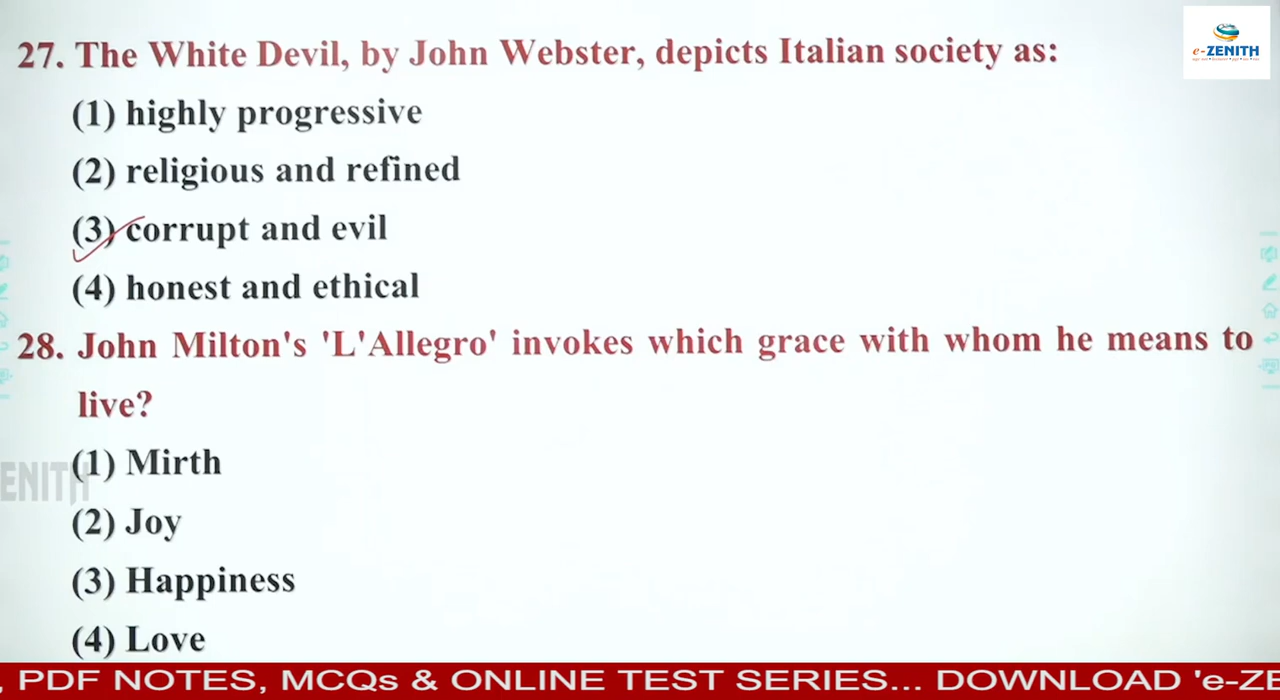 e-ZENITH
27. The White Devil, by John Webster, depicts Italian society as:
(1) highly progressive
(2) religious and refined
(3) corrupt and evil
(4) honest and ethical
28. John Milton's 'L'Allegro' invokes which grace with whom he means to
live?
(1) Mirth
ENITH
(2) Joy
(3) Happiness
(4) Love
, PDF NOTES, MCQs & ONLINE TEST SERIES... DOWNLOAD 'e-ZE